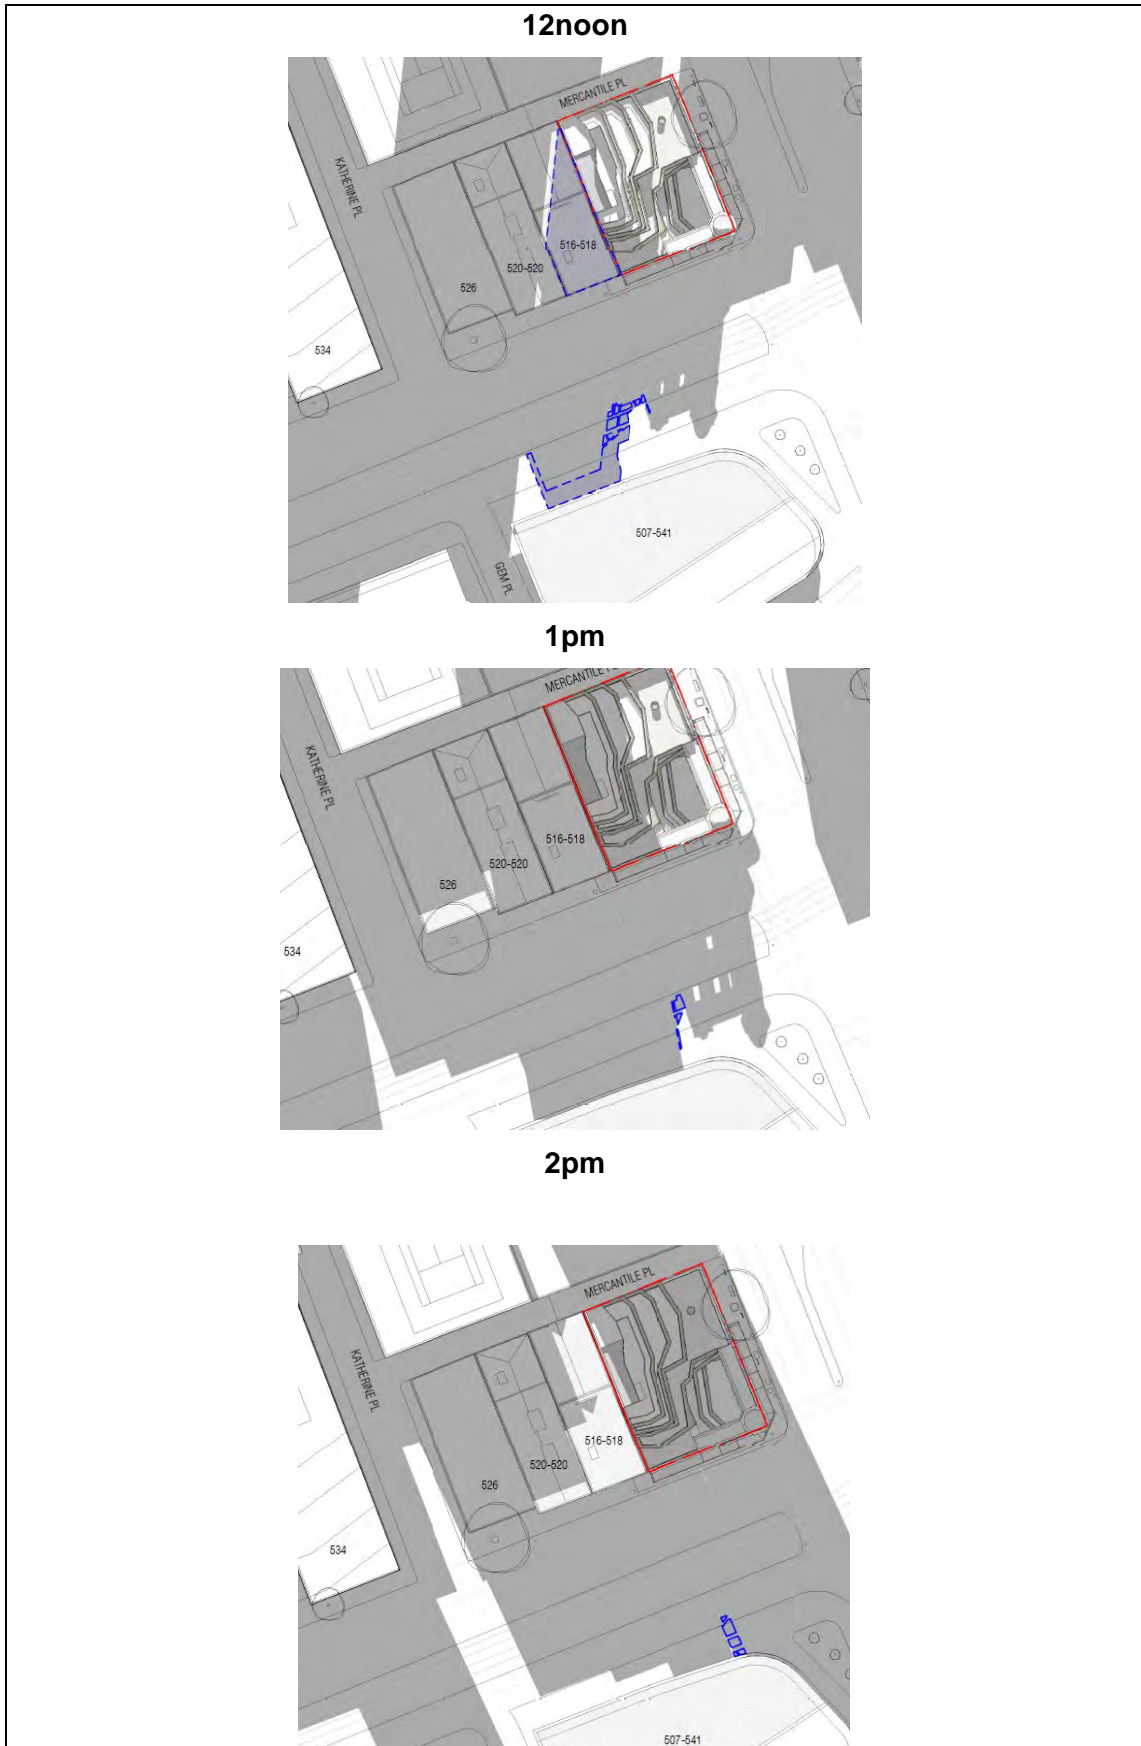 12noon
MERCANTILE PL
KATHERINE PL
516-518
520-520
526
534
507-541
GEM PL
1pm
MERCANTILE
KATHERINE PL
516-518
520-520
526
534
2pm
MERCANTILE PL
KATHERINE PL
516-518
520-520
526
534
507-541